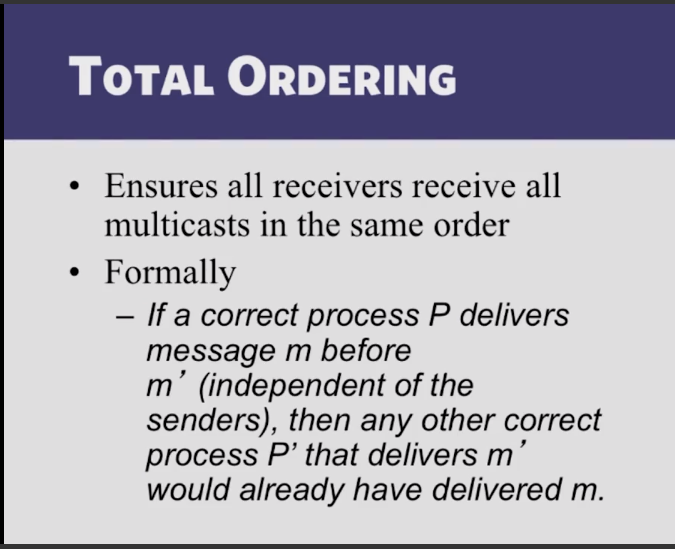 TOTAL ORDERING
• Ensures all receivers receive all
multicasts in the same order
• Formally
– If a correct process P delivers
message m before
m’ (independent of the
senders), then any other correct
process P’ that delivers m’
would already have delivered m.